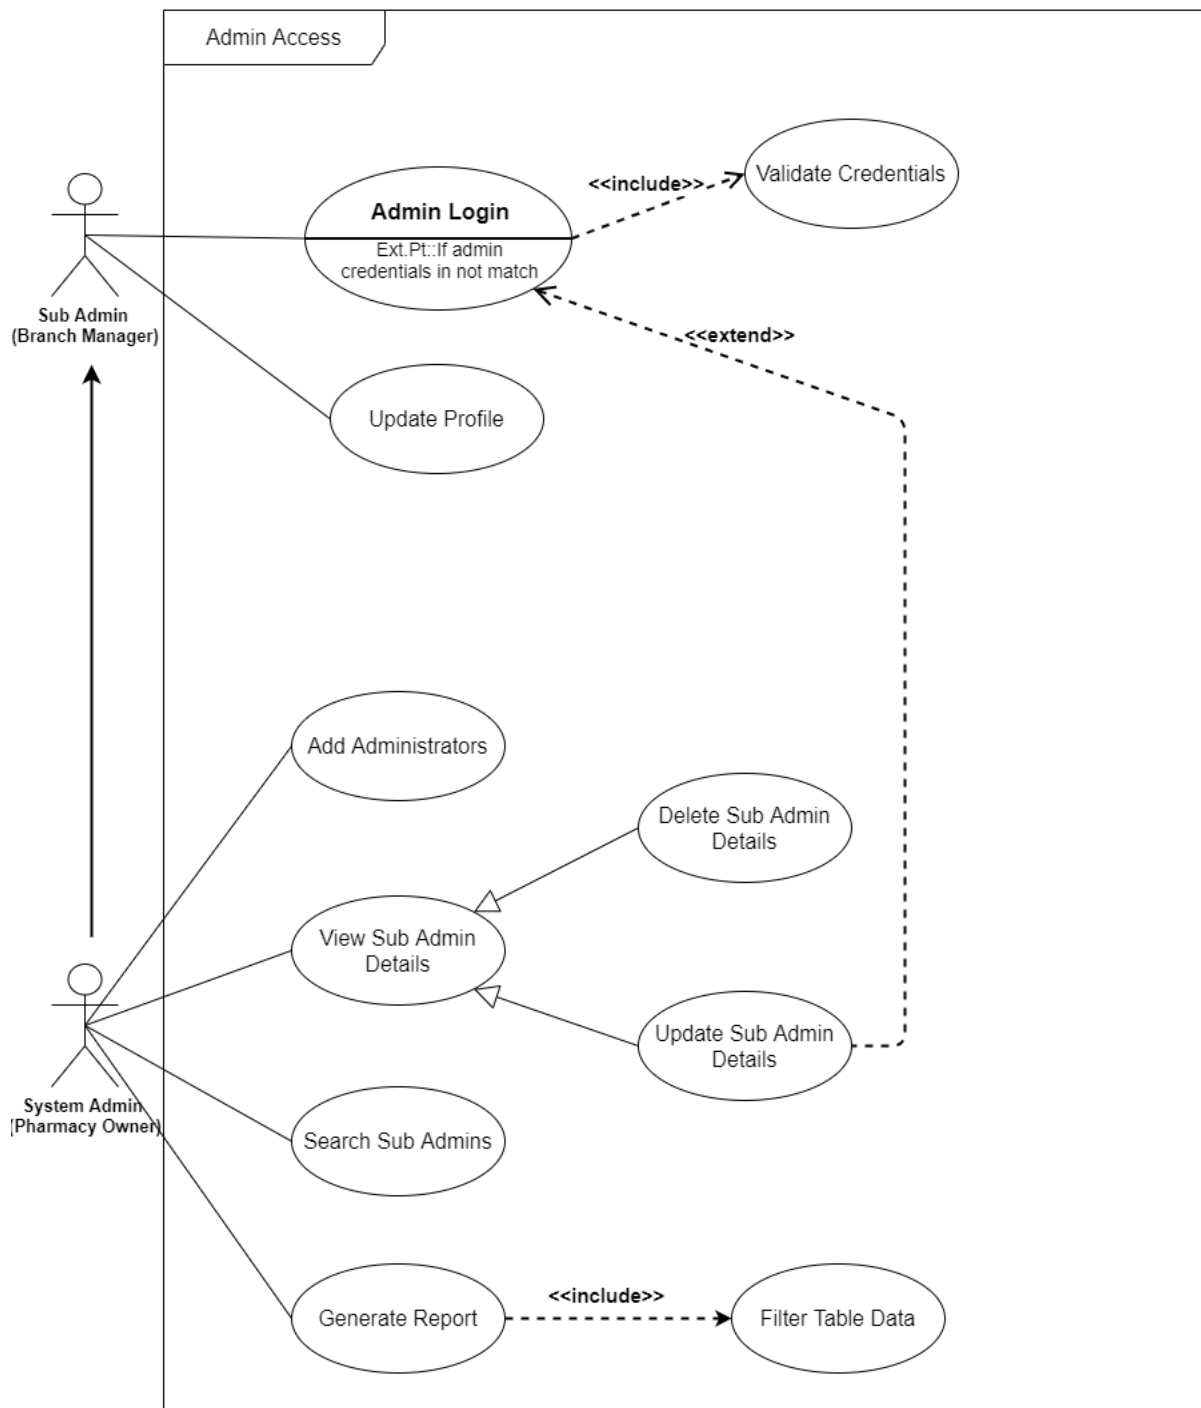 Admin Access
Validate Credentials
<<include>>
Admin Login
Ext.Pt::If admin
credentials in not match
Sub Admin
(Branch Manager)
<<extend>>
Update Profile
Add Administrators
Delete Sub Admin
Details
View Sub Admin
Details
Update Sub Admin
Details
System Admin
(Pharmacy Owner)
Search Sub Admins
<<include>>
Generate Report
Filter Table Data